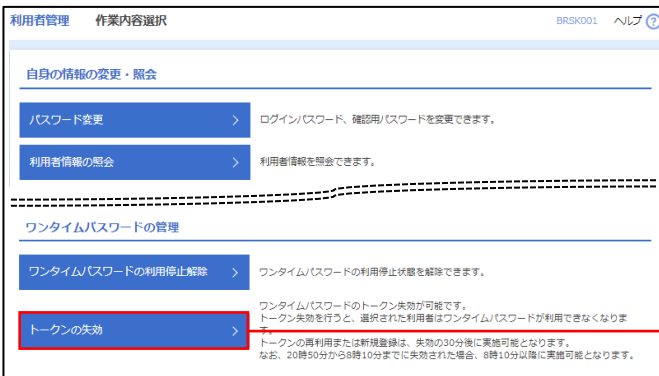 利用者管理 作業内容選択 BRSK001 ヘルプ ?
自身の情報の変更・照会
パスワード変更 ログインパスワード、確認用パスワードを変更できます。
利用者情報の照会 利用者情報を照会できます。
ワンタイムパスワードの管理
ワンタイムパスワードの利用停止解除 ワンタイムパスワードの利用停止状態を解除できます。
ワンタイムパスワードのトークン失効が可能です。
トークン失効を行うと、選択された利用者はワンタイムパスワードが利用できなくなりま
す。
トークンの失効
トークンの再利用または新規登録は、失効の30分後に実施可能となります。
なお、20時50分から8時10分までに失効された場合、8時10分以降に実施可能となります。